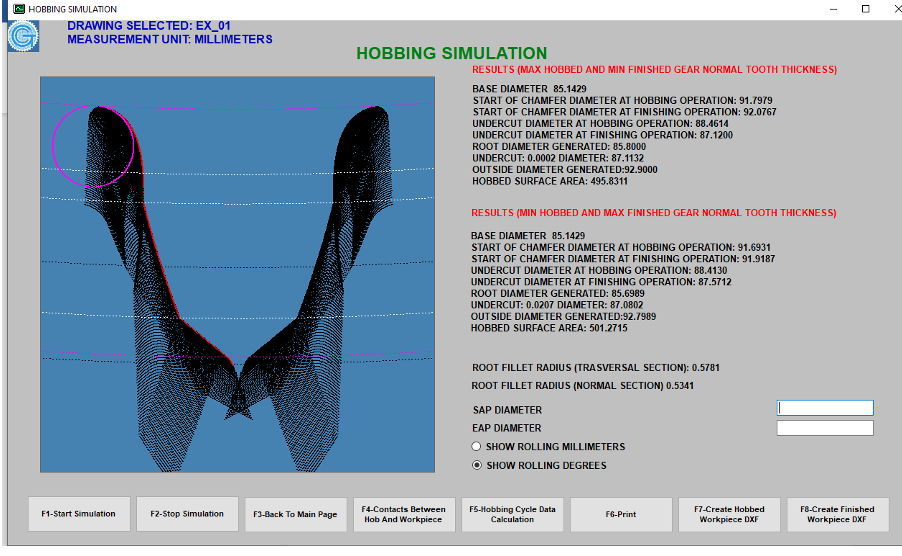 HOBBING SIMULATION
DRAWING SELECTED: EX_01
MEASUREMENT UNIT: MILLIMETERS
HOBBING SIMULATION
RESULTS (MAX HOBBED AND MIN FINISHED GEAR NORMAL TOOTH THICKNESS)
BASE DIAMETER 85.1429
START OF CHAMFER DIAMETER AT HOBBING OPERATION: 91.7979
START OF CHAMFER DIAMETER AT FINISHING OPERATION: 92.0767
UNDERCUT DIAMETER AT HOBBING OPERATION: 88.4614
UNDERCUT DIAMETER AT FINISHING OPERATION: 87.1200
ROOT DIAMETER GENERATED: 85.8000
UNDERCUT: 0.0002 DIAMETER: 87.1132
OUTSIDE DIAMETER GENERATED:92.9000
HOBBED SURFACE AREA: 495.8311
RESULTS (MIN HOBBED AND MAX FINISHED GEAR NORMAL TOOTH THICKNESS)
BASE DIAMETER 85.1429
START OF CHAMFER DIAMETER AT HOBBING OPERATION: 91.6931
START OF CHAMFER DIAMETER AT FINISHING OPERATION: 91.9187
UNDERCUT DIAMETER AT HOBBING OPERATION: 88.4130
UNDERCUT DIAMETER AT FINISHING OPERATION: 87.5712
ROOT DIAMETER GENERATED: 85.6989
UNDERCUT: 0.0207 DIAMETER: 87.0802
OUTSIDE DIAMETER GENERATED:92.7989
HOBBED SURFACE AREA: 501.2715
ROOT FILLET RADIUS (TRASVERSAL SECTION): 0.5781
ROOT FILLET RADIUS (NORMAL SECTION) 0.5341
SAP DIAMETER
EAP DIAMETER
SHOW ROLLING MILLIMETERS
SHOW ROLLING DEGREES
F1-Start Simulation
F2-Stop Simulation
F3-Back To Main Page
F4-Contacts Between
Hob And Workpiece
F5-Hobbing Cycle Data
Calculation
F6-Print
F7-Create Hobbed
Workpiece DXF
F8-Create Finished
Workpiece DXF